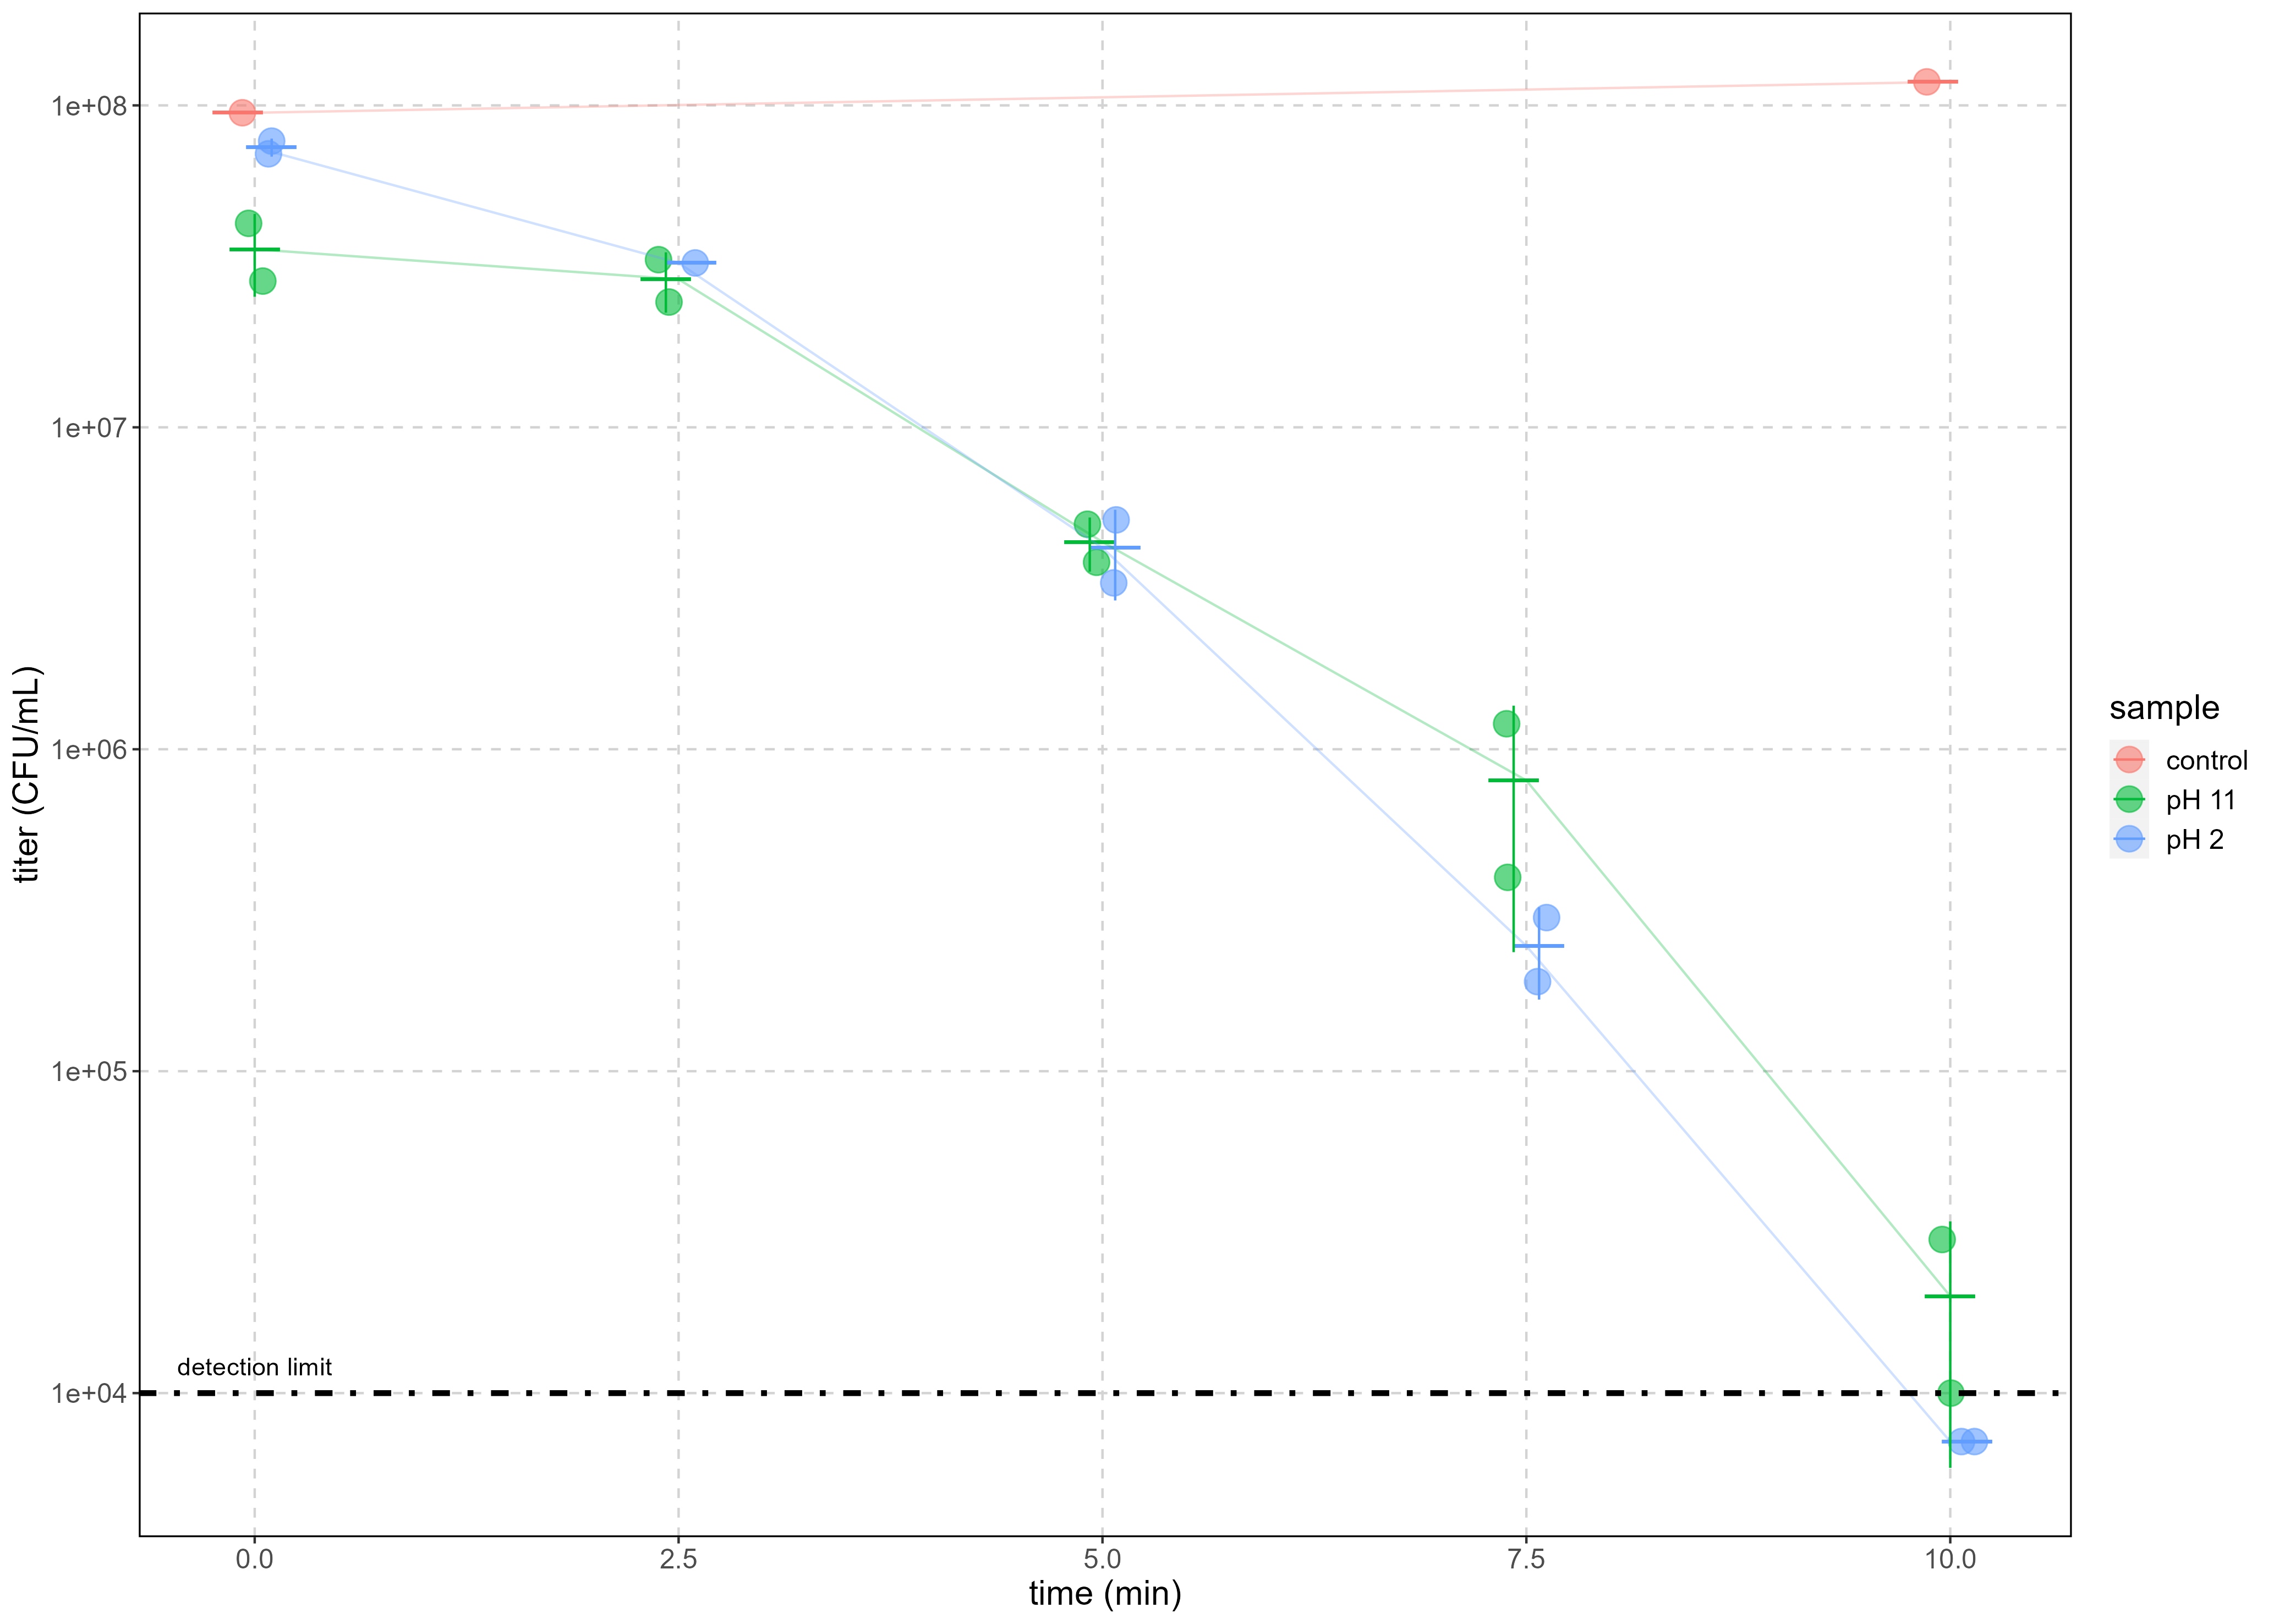 titer (CFU/mL)
1e+08
1e+07
1e+06
1e+05
1e+04
detection limit
0.0
2.5
5.0
7.5
10.0
time (min)
sample
control
pH 11
pH 2